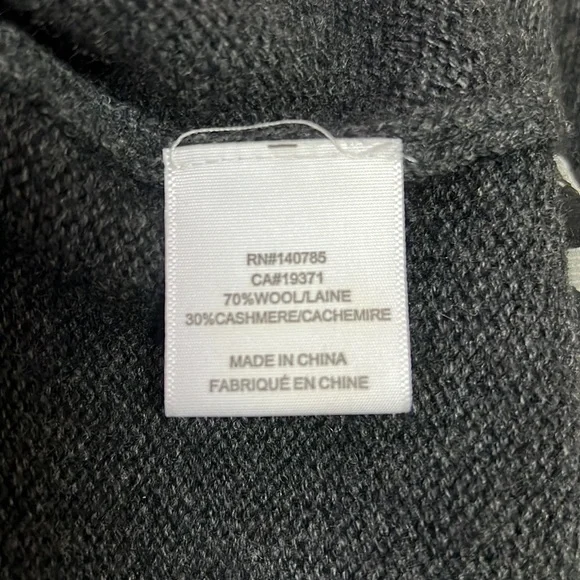 RN#140785
CA#19371
70%WOOL/LAINE
30%CASHMERE/CACHEMIRE
MADE IN CHINA
FABRIQUÉ EN CHINE